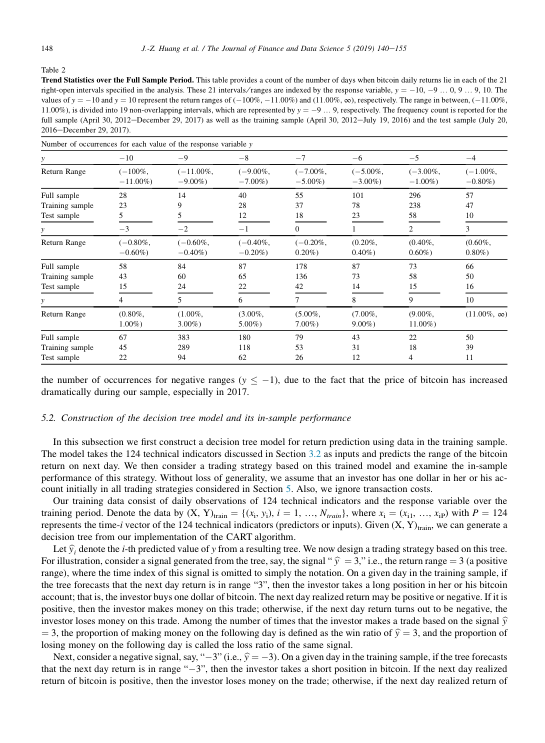 148
J.-Z. Huang et al. / The Journal of Finance and Data Science 5 (2019) 140–155
Table 2
Trend Statistics over the Full Sample Period. This table provides a count of the number of days when bitcoin daily returns lie in each of the 21
right-open intervals specified in the analysis. These 21 intervals/ranges are indexed by the response variable, y = −10, −9 … 0, 9 … 9, 10. The
values of y = −10 and y = 10 represent the return ranges of (−100%, −11.00%) and (11.00%, ∞), respectively. The range in between, (−11.00%,
11.00%), is divided into 19 non-overlapping intervals, which are represented by y = −9 … 9, respectively. The frequency count is reported for the
full sample (April 30, 2012–December 29, 2017) as well as the training sample (April 30, 2012–July 19, 2016) and the test sample (July 20,
2016–December 29, 2017).
Number of occurrences for each value of the response variable y
y −10 −9 −8 −7 −6 −5 −4
Return Range (−100%, (−11.00% (−9.00% (−7.00% (−5.00% (−3.00% (−1.00%
−11.00%) −9.00%) −7.00%) −5.00%) −3.00%) −1.00%) −0.80%)
Full sample 28 14 40 55 101 296 57
Training sample 23 9 28 37 78 238 47
Test sample 5 5 12 18 23 58 10
y −3 −2 −1 0 1 2 3
Return Range (−0.80%, (−0.60% (−0.40% (−0.20% (0.20% (0.40% (0.60%
−0.60%) −0.40%) −0.20%) 0.20%) 0.40%) 0.60%) 0.80%)
Full sample 58 84 87 178 87 73 66
Training sample 43 60 65 136 73 58 50
Test sample 15 24 22 42 14 15 16
y 4 5 6 7 8 9 10
Return Range (0.80%, (1.00% (3.00% (5.00% (7.00% (9.00% (11.00%, ∞)
1.00%) 3.00%) 5.00%) 7.00%) 9.00%) 11.00%)
Full sample 67 383 180 79 43 22 50
Training sample 45 289 118 53 31 18 39
Test sample 22 94 62 26 12 4 11
the number of occurrences for negative ranges (y ≤ −1), due to the fact that the price of bitcoin has increased
dramatically during our sample, especially in 2017.
5.2. Construction of the decision tree model and its in-sample performance
In this subsection we first construct a decision tree model for return prediction using data in the training sample.
The model takes the 124 technical indicators discussed in Section 3.2 as inputs and predicts the range of the bitcoin
return on next day. We then consider a trading strategy based on this trained model and examine the in-sample
performance of this strategy. Without loss of generality, we assume that an investor has one dollar in her or his ac-
count initially in all trading strategies considered in Section 5. Also, we ignore transaction costs.
Our training data consist of daily observations of 124 technical indicators and the response variable over the
training period. Denote the data by (X, Y)train = {(xi, yi), i = 1, …, Ntrain}, where xi = (xi1, …, xiP) with P = 124
represents the time-i vector of the 124 technical indicators (predictors or inputs). Given (X, Y)train, we can generate a
decision tree from our implementation of the CART algorithm.
Let ŷi denote the i-th predicted value of y from a resulting tree. We now design a trading strategy based on this tree.
For illustration, consider a signal generated from the tree, say, the signal “ ŷ = 3,” i.e., the return range = 3 (a positive
range), where the time index of this signal is omitted to simply the notation. On a given day in the training sample, if
the tree forecasts that the next day return is in range “3”, then the investor takes a long position in her or his bitcoin
account; that is, the investor buys one dollar of bitcoin. The next day realized return may be positive or negative. If it is
positive, then the investor makes money on this trade; otherwise, if the next day return turns out to be negative, the
investor loses money on this trade. Among the number of times that the investor makes a trade based on the signal ŷ
= 3, the proportion of making money on the following day is defined as the win ratio of ŷ = 3, and the proportion of
losing money on the following day is called the loss ratio of the same signal.
Next, consider a negative signal, say, “−3” (i.e., ŷ = −3). On a given day in the training sample, if the tree forecasts
that the next day return is in range “−3”, then the investor takes a short position in bitcoin. If the next day realized
return of bitcoin is positive, then the investor loses money on the trade; otherwise, if the next day realized return of